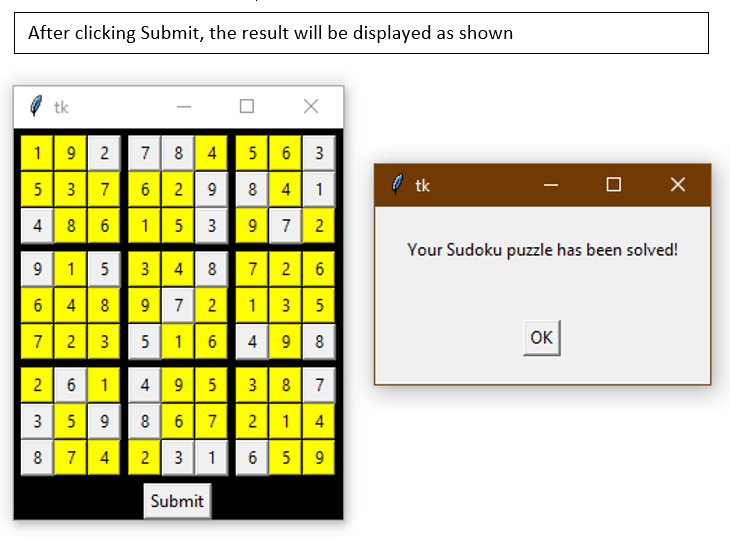 After clicking Submit, the result will be displayed as shown
tk
1 9 2 7 8 4 5 6 3
5 3 7 6 2 9 8 4 1
4 8 6 1 5 3 9 7 2
9 1 5 3 4 8 7 2 6
6 4 8 9 7 2 1 3 5
7 2 3 5 1 6 4 9 8
2 6 1 4 9 5 3 8 7
3 5 9 8 6 7 2 1 4
8 7 4 2 3 1 6 5 9
Submit
tk
Your Sudoku puzzle has been solved!
OK